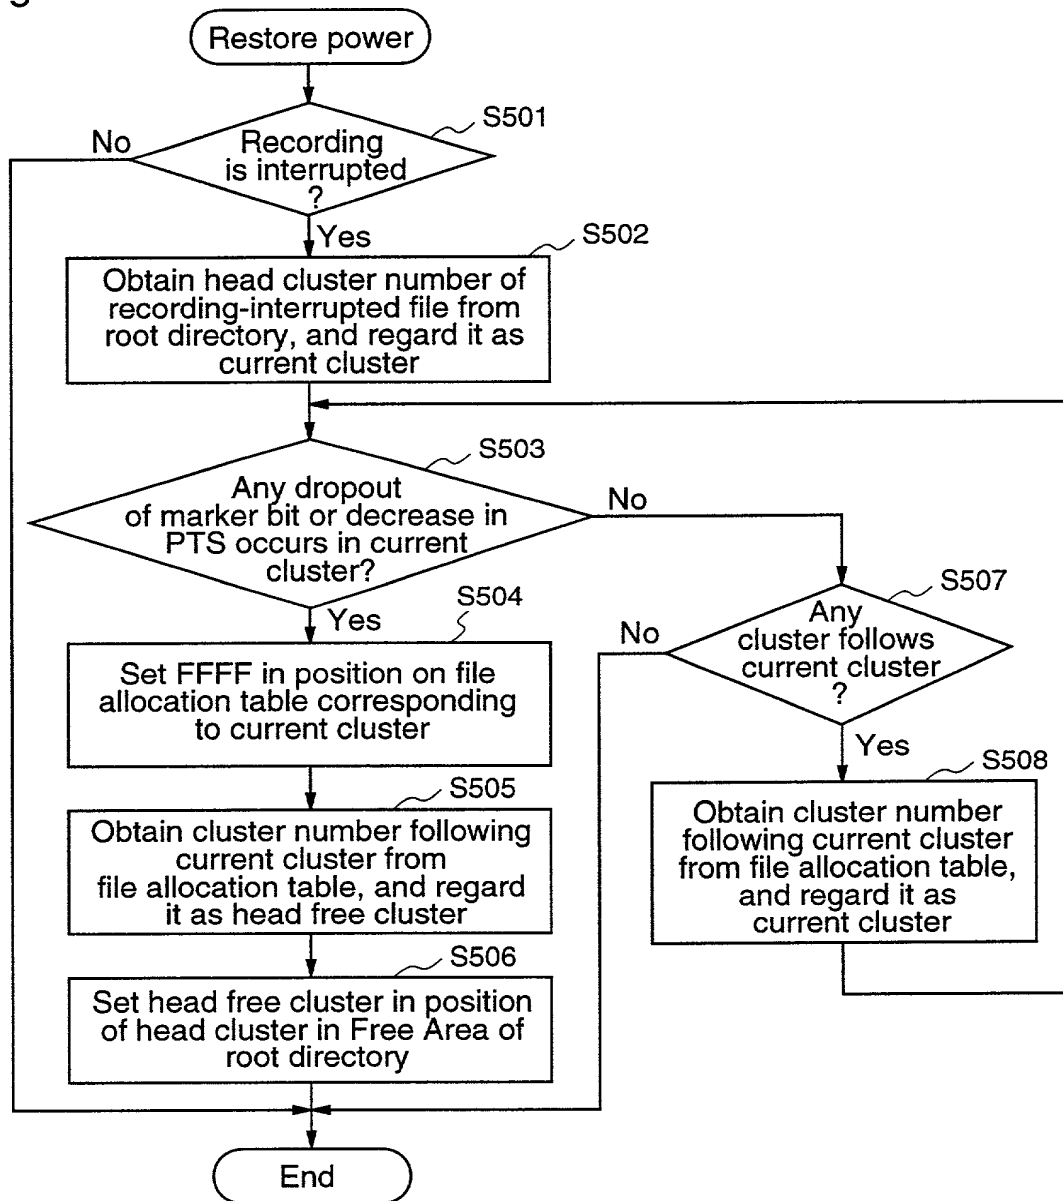 Restore power
S501
No
Recording
is interrupted
?
Yes
S502
Obtain head cluster number of
recording-interrupted file from
root directory, and regard it as
current cluster
S503
Any dropout
of marker bit or decrease in
PTS occurs in current
cluster?
No
Yes
S504
Set FFFF in position on file
allocation table corresponding
to current cluster
S505
Obtain cluster number following
current cluster from
file allocation table, and regard
it as head free cluster
S506
Set head free cluster in position
of head cluster in Free Area of
root directory
S507
Any
cluster follows
current cluster
?
No
Yes
S508
Obtain cluster number
following current cluster
from file allocation table,
and regard it as
current cluster
End